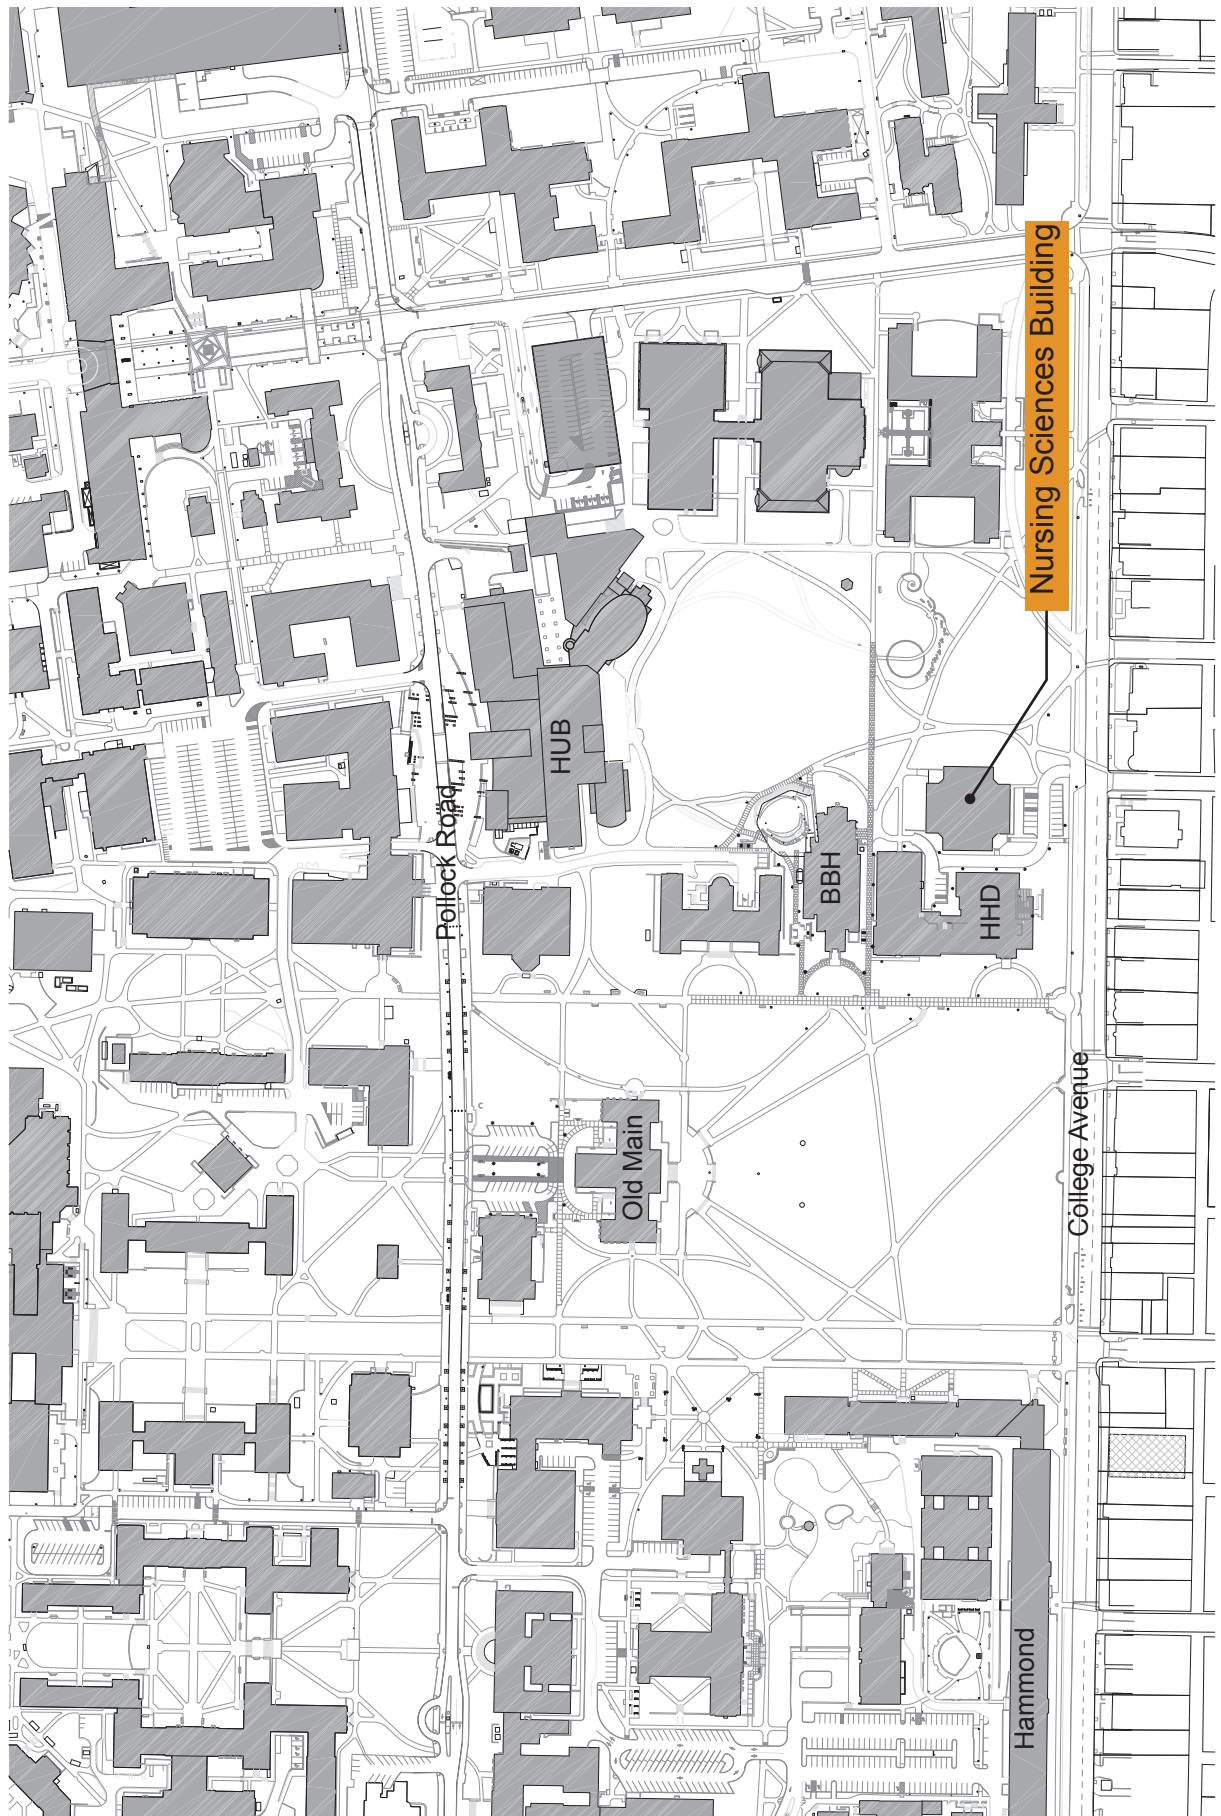 Pollock Road
HUB
Nursing Sciences Building
BBH
HHD
Old Main
College Avenue
Hammond